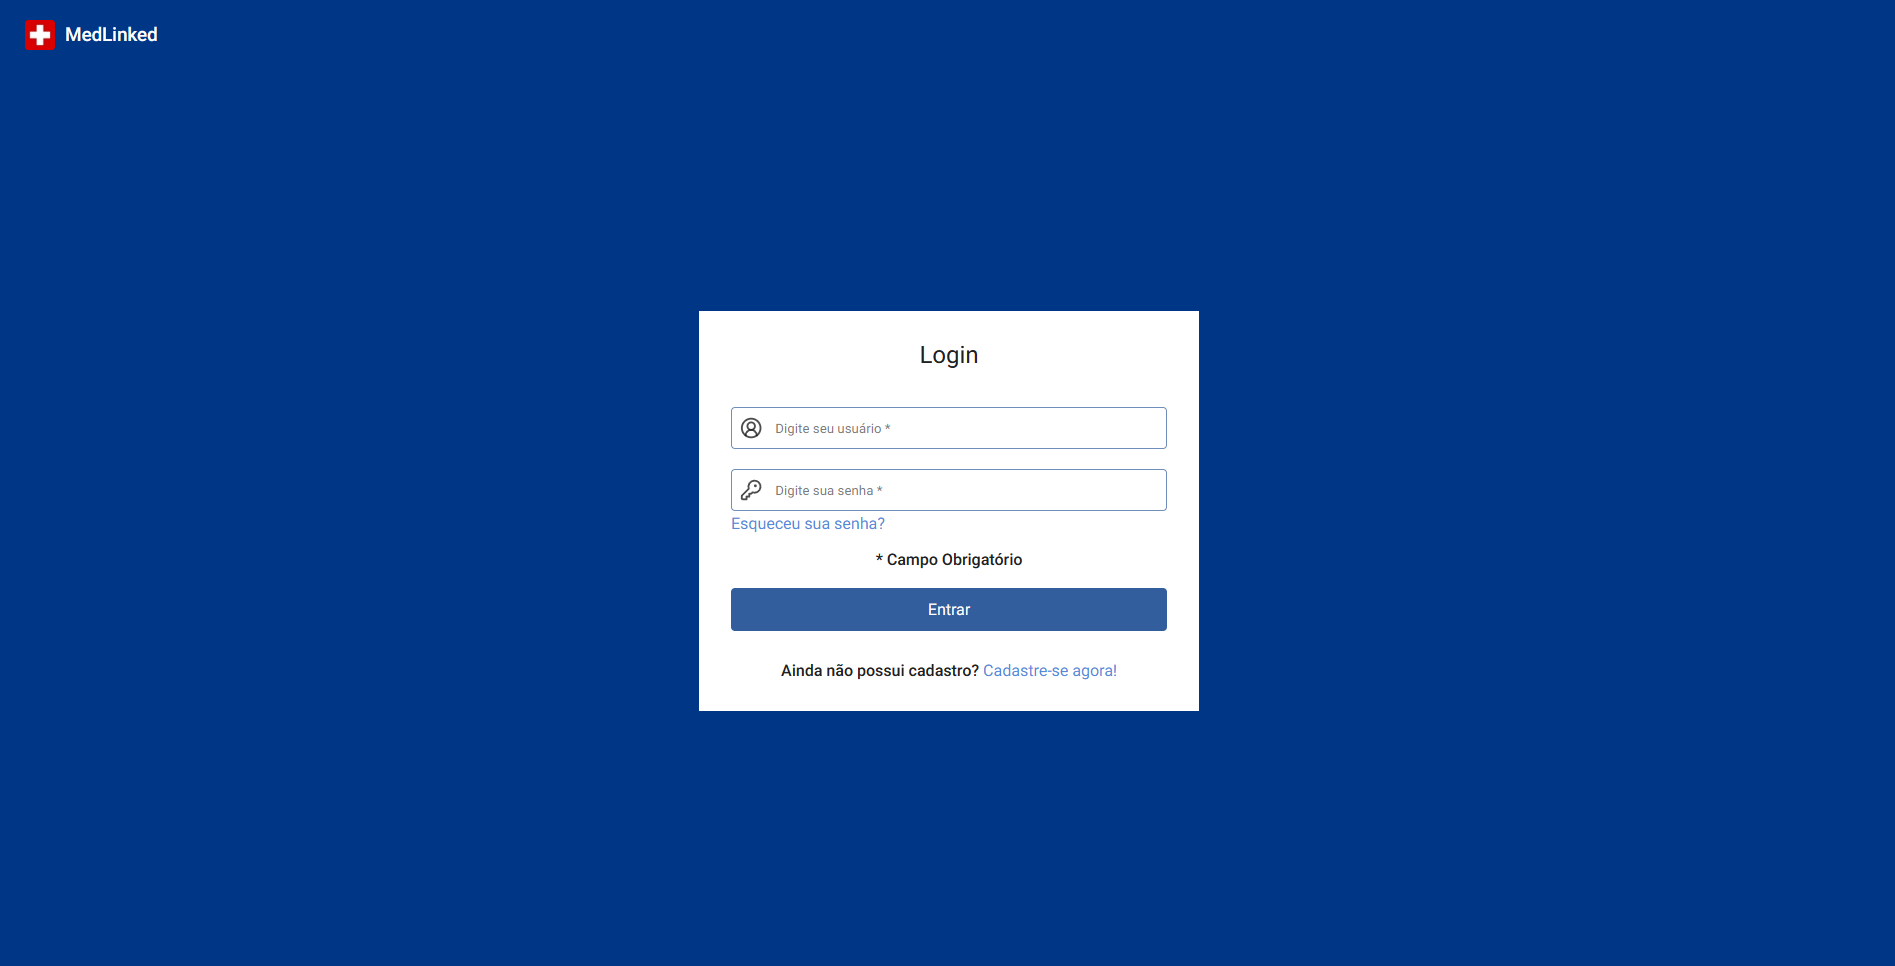 MedLinked
Login
Digite seu usuário *
Digite sua senha *
Esqueceu sua senha?
* Campo Obrigatório
Entrar
Ainda não possui cadastro? Cadastre-se agora!